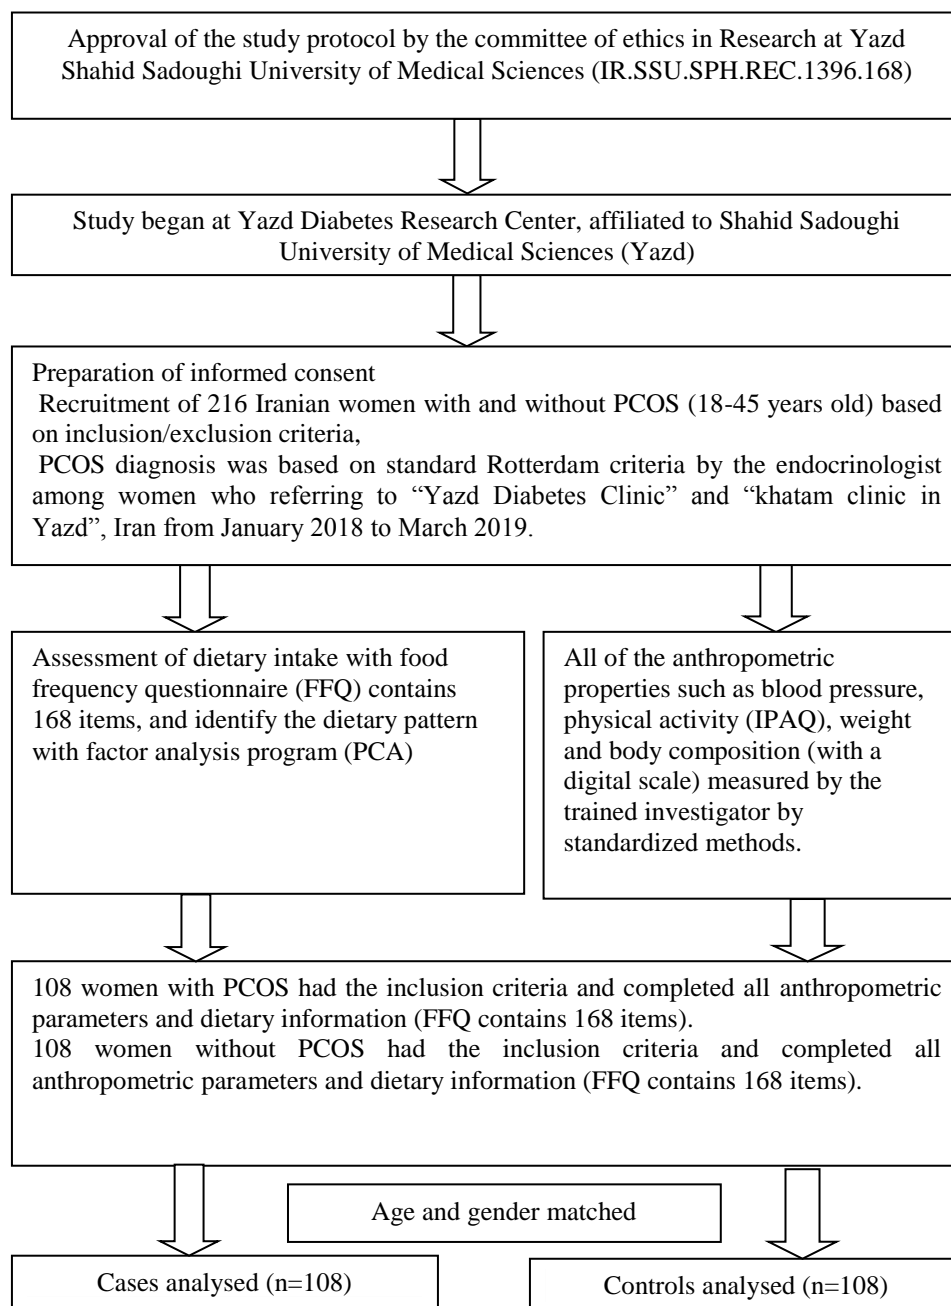 Approval of the study protocol by the committee of ethics in Research at Yazd
Shahid Sadoughi University of Medical Sciences (IR.SSU.SPH.REC.1396.168)
Study began at Yazd Diabetes Research Center, affiliated to Shahid Sadoughi
University of Medical Sciences (Yazd)
Preparation of informed consent
Recruitment of 216 Iranian women with and without PCOS (18-45 years old) based
on inclusion/exclusion criteria,
PCOS diagnosis was based on standard Rotterdam criteria by the endocrinologist
among women who referring to “Yazd Diabetes Clinic” and “khatam clinic in
Yazd”, Iran from January 2018 to March 2019.
Assessment of dietary intake with food
frequency questionnaire (FFQ) contains
168 items, and identify the dietary pattern
with factor analysis program (PCA)
All of the anthropometric
properties such as blood pressure,
physical activity (IPAQ), weight
and body composition (with a
digital scale) measured by the
trained investigator by
standardized methods.
108 women with PCOS had the inclusion criteria and completed all anthropometric
parameters and dietary information (FFQ contains 168 items).
108 women without PCOS had the inclusion criteria and completed all
anthropometric parameters and dietary information (FFQ contains 168 items).
Age and gender matched
Cases analysed (n=108)
Controls analysed (n=108)